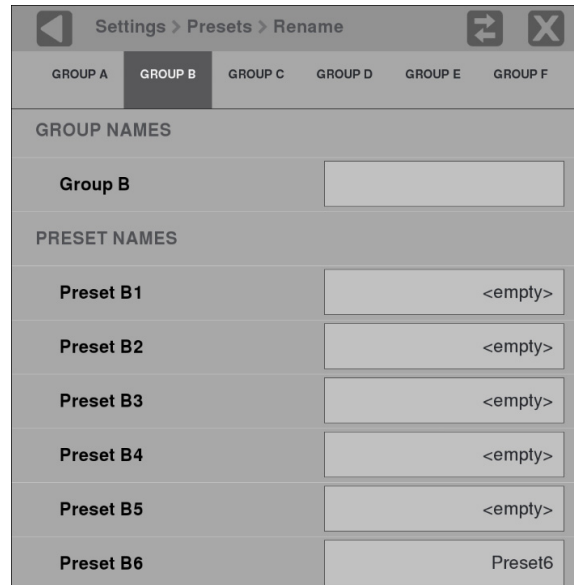 Settings > Presets > Rename
GROUP A GROUP B GROUP C GROUP D GROUP E GROUP F
GROUP NAMES
Group B
PRESET NAMES
Preset B1 <empty>
Preset B2 <empty>
Preset B3 <empty>
Preset B4 <empty>
Preset B5 <empty>
Preset B6 Preset6